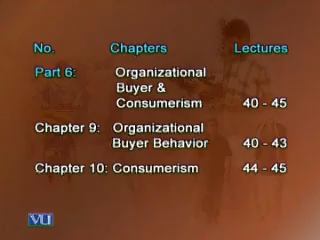 No. Chapters Lectures
Part 6: Organizational
Buyer &
Consumerism 40 - 45
Chapter 9: Organizational
Buyer Behavior 40 - 43
Chapter 10: Consumerism 44 - 45
VU